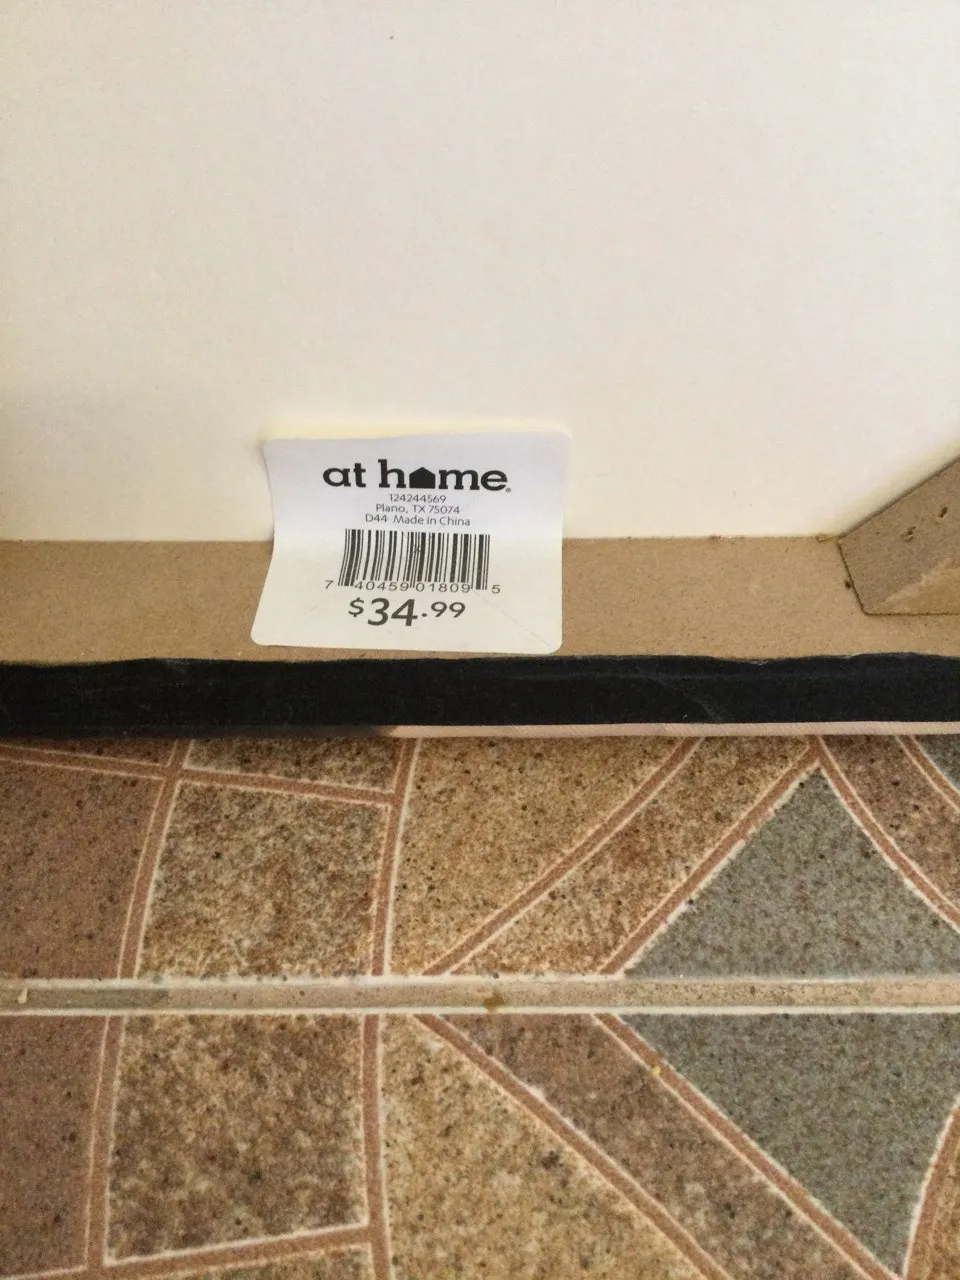 at home®
124244569
Plano, TX 75074
D44 Made in China
7 40459 01809 5
$34.99